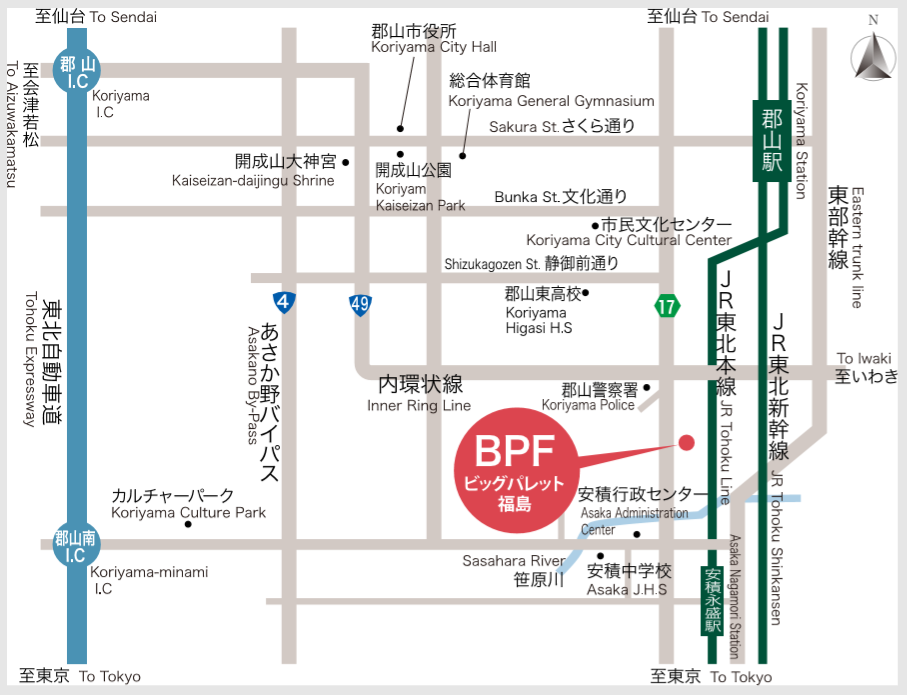 至仙台 To Sendai
至仙台 To Sendai
N
郡山市役所
Koriyama City Hall
郡山
I.C
Koriyama
I.C
至会津若松
To Aizuwakamatsu
総合体育館
Koriyama General Gymnasium
Sakura St.さくら通り
郡山駅
Koriyama Station
開成山大神宮
Kaiseizan-daijingu Shrine
開成山公園
Koriyam
Kaiseizan Park
Bunka St.文化通り
東部幹線
Eastern trunk line
市民文化センター
Koriyama City Cultural Center
Shizukagozen St. 静御前通り
4
49
17
郡山東高校
Koriyama
Higasi H.S
東北自動車道
Tohoku Expressway
あさか野バイパス
Asakano By-Pass
JR東北本線 JR Tohoku Line
JR東北新幹線 JR Tohoku Shinkansen
To Iwaki
至いわき
内環状線
Inner Ring Line
郡山警察署
Koriyama Police
BPF
ビッグパレット
福島
カルチャーパーク
Koriyama Culture Park
安積行政センター
Asaka Administration
Center
郡山南
I.C
Koriyama-minami
I.C
Sasahara River
笹原川
安積中学校
Asaka J.H.S
安積永盛駅
Asaka Nagamori Station
至東京 To Tokyo
至東京 To Tokyo